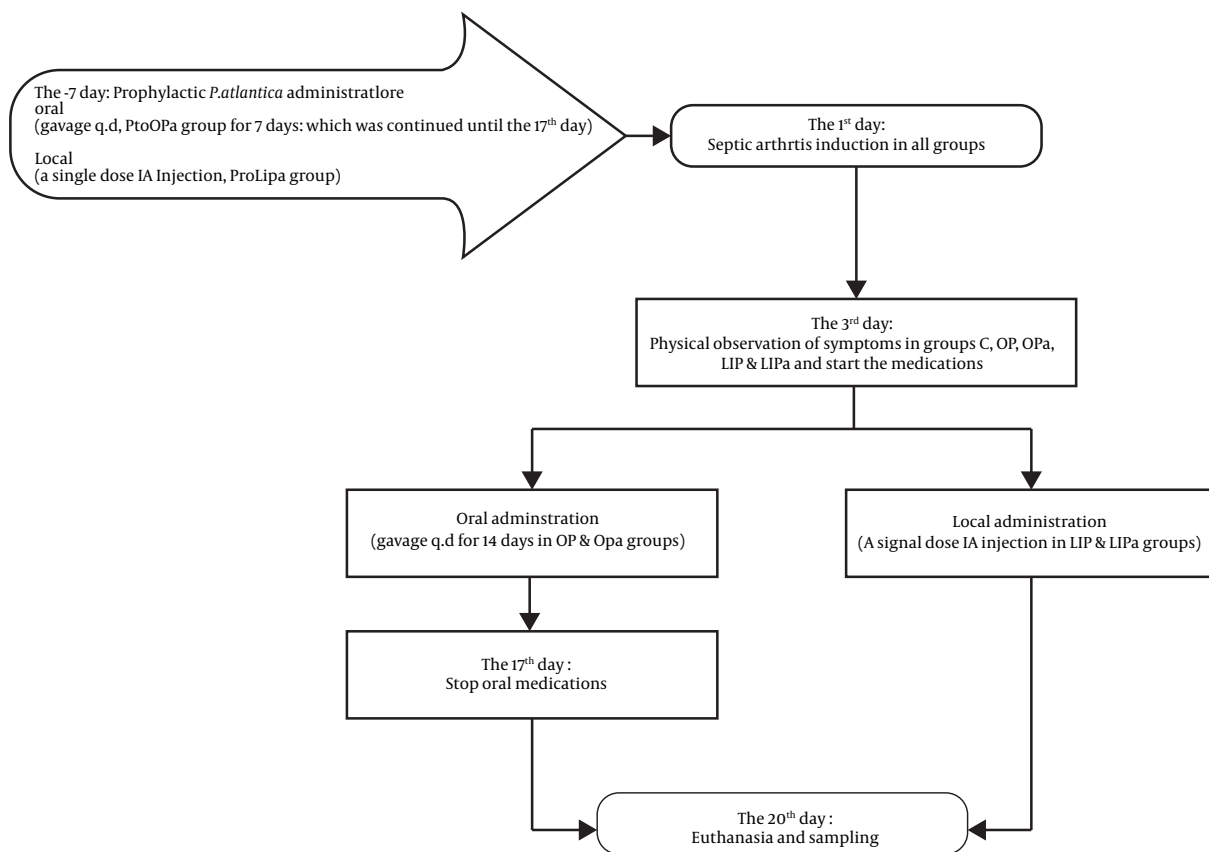 The -7 day: Prophylactic P.atlantica administratlore
oral
(gavage q.d, PtoOPa group for 7 days: which was continued until the 17th day)
Local
(a single dose IA Injection, ProLipa group)
The 1st day:
Septic arthrtis induction in all groups
The 3rd day:
Physical observation of symptoms in groups C, OP, OPa,
LIP & LIPa and start the medications
Oral adminstration
(gavage q.d for 14 days in OP & Opa groups)
Local administration
(A signal dose IA injection in LIP & LIPa groups)
The 17th day :
Stop oral medications
The 20th day :
Euthanasia and sampling